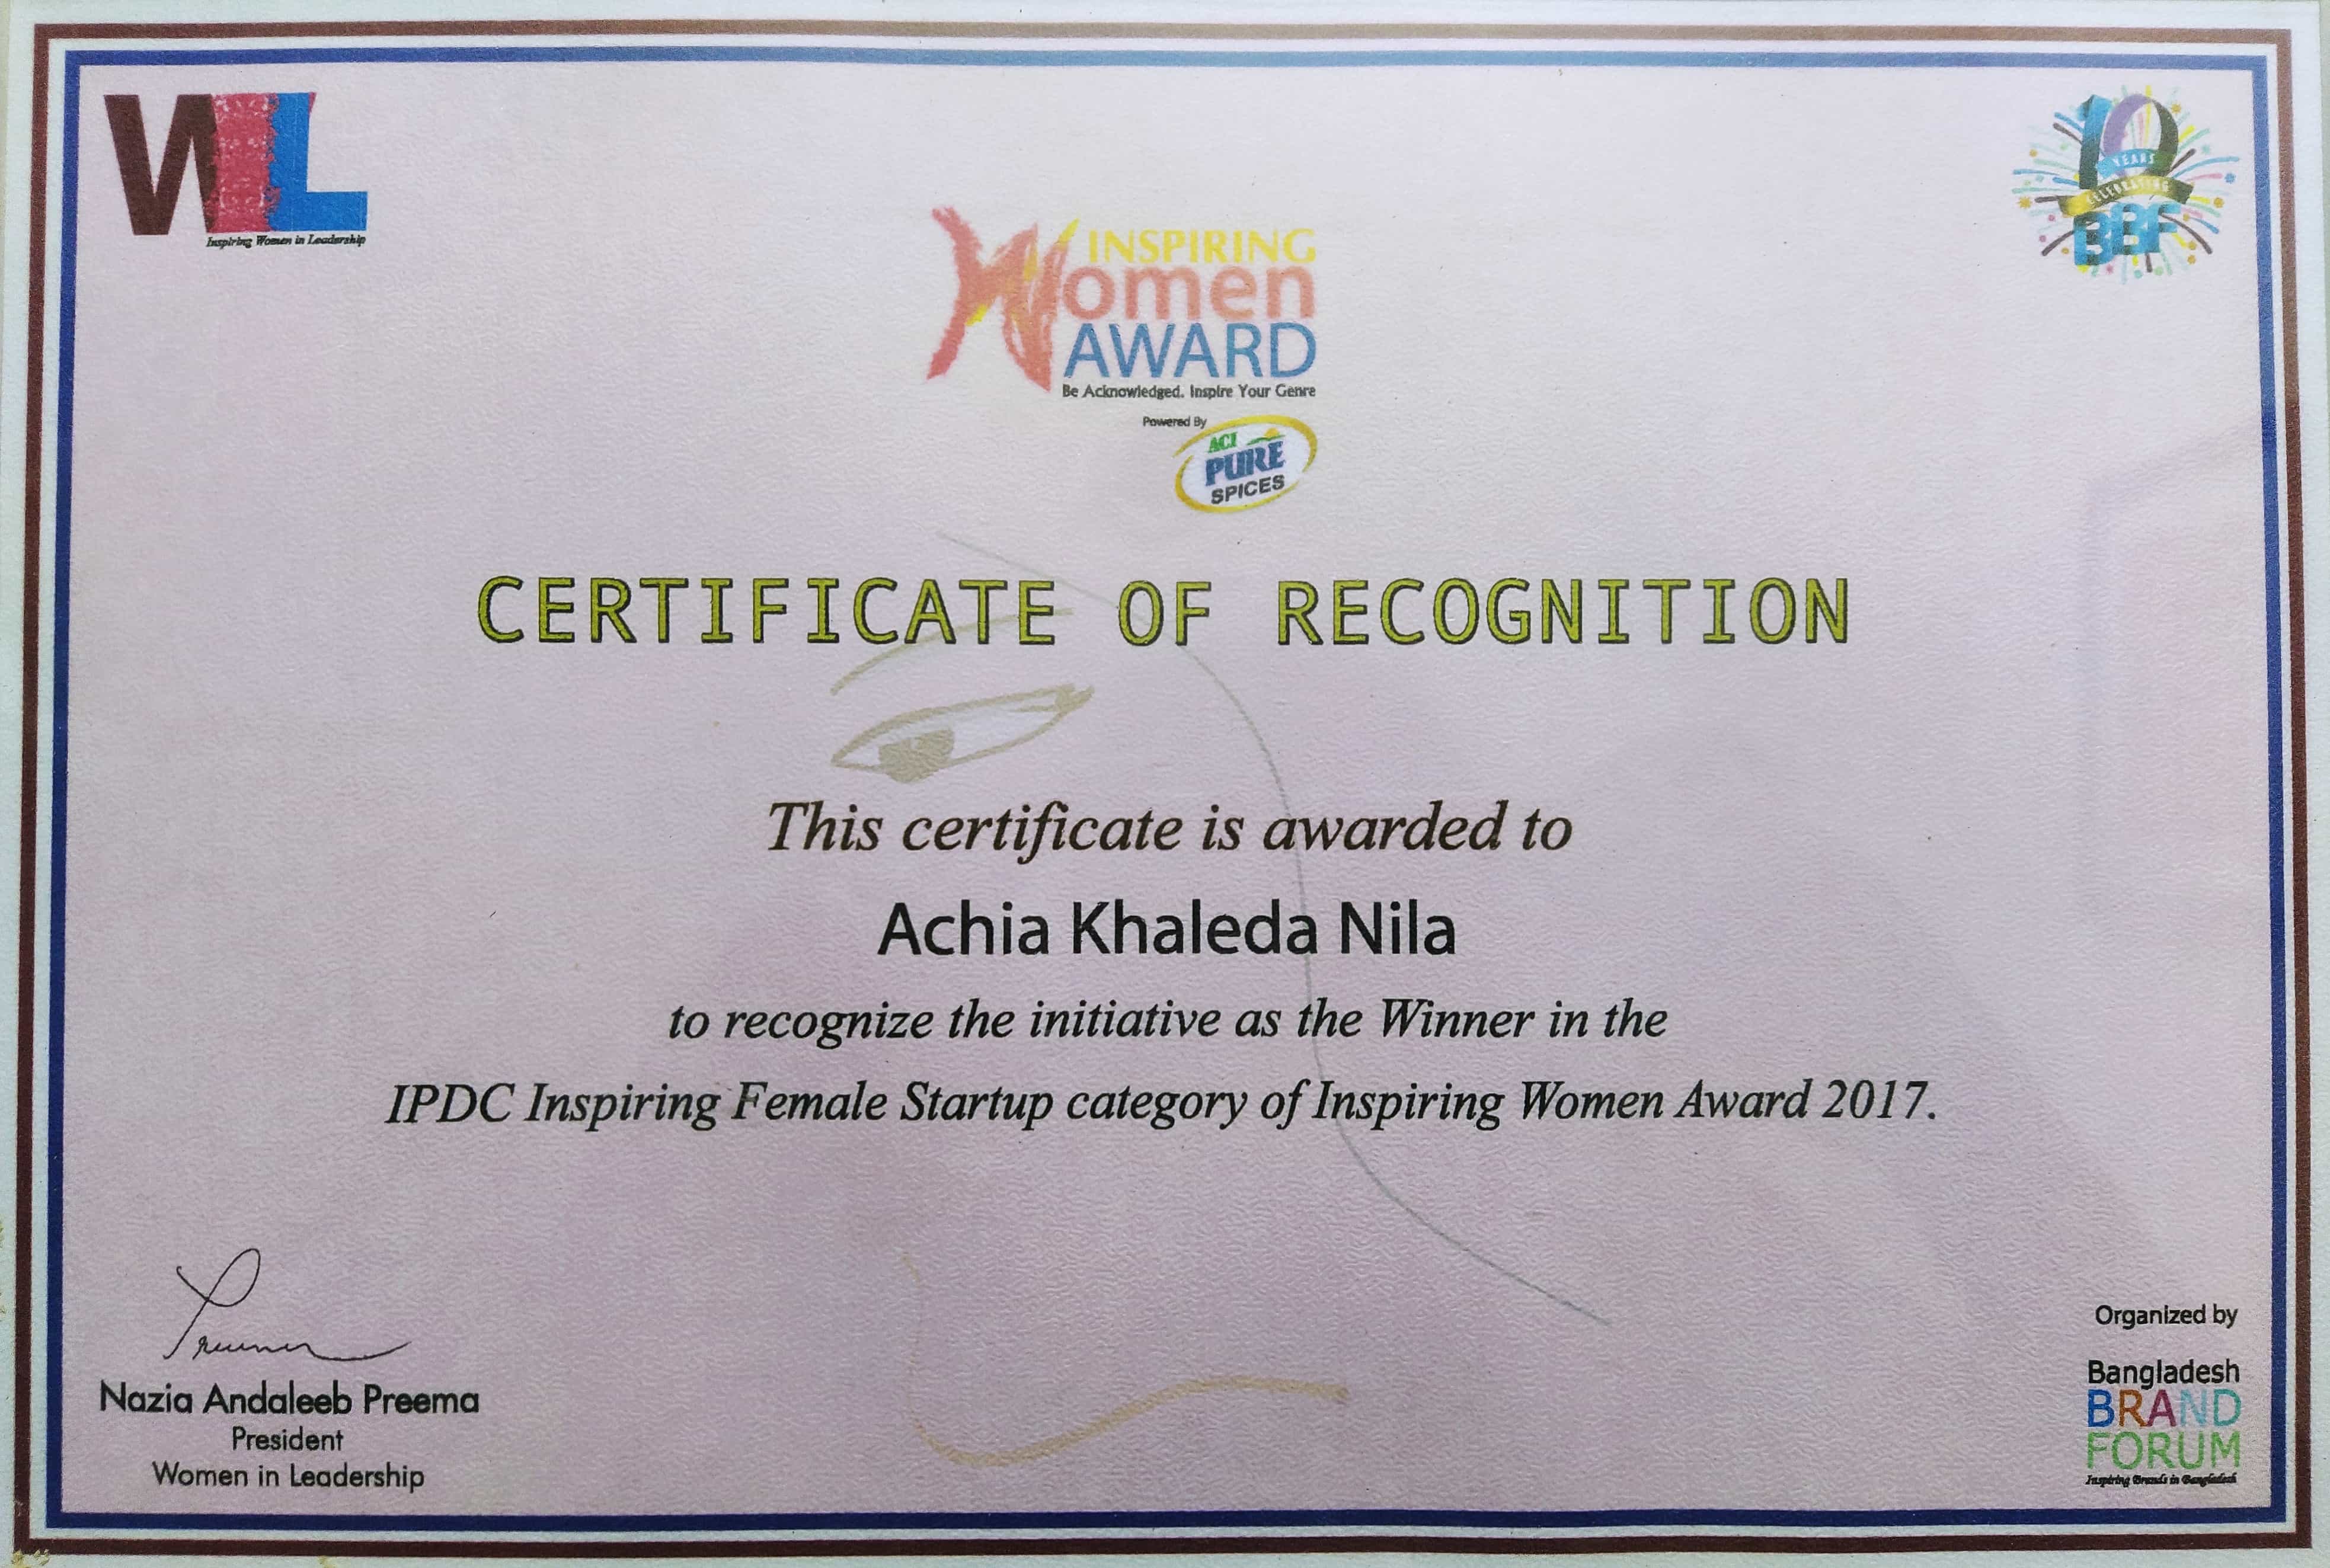 WIL
Inspiring Women in Leadership
10
YEARS
CELEBRATING
BBF
INSPIRING
Women
AWARD
Be Acknowledged. Inspire Your Genre
Powered By
ACI
PURE
SPICES
CERTIFICATE OF RECOGNITION
This certificate is awarded to
Achia Khaleda Nila
to recognize the initiative as the Winner in the
IPDC Inspiring Female Startup category of Inspiring Women Award 2017.
Preema
Nazia Andaleeb Preema
President
Women in Leadership
Organized by
Bangladesh
BRAND
FORUM
Inspiring Brands in Bangladesh